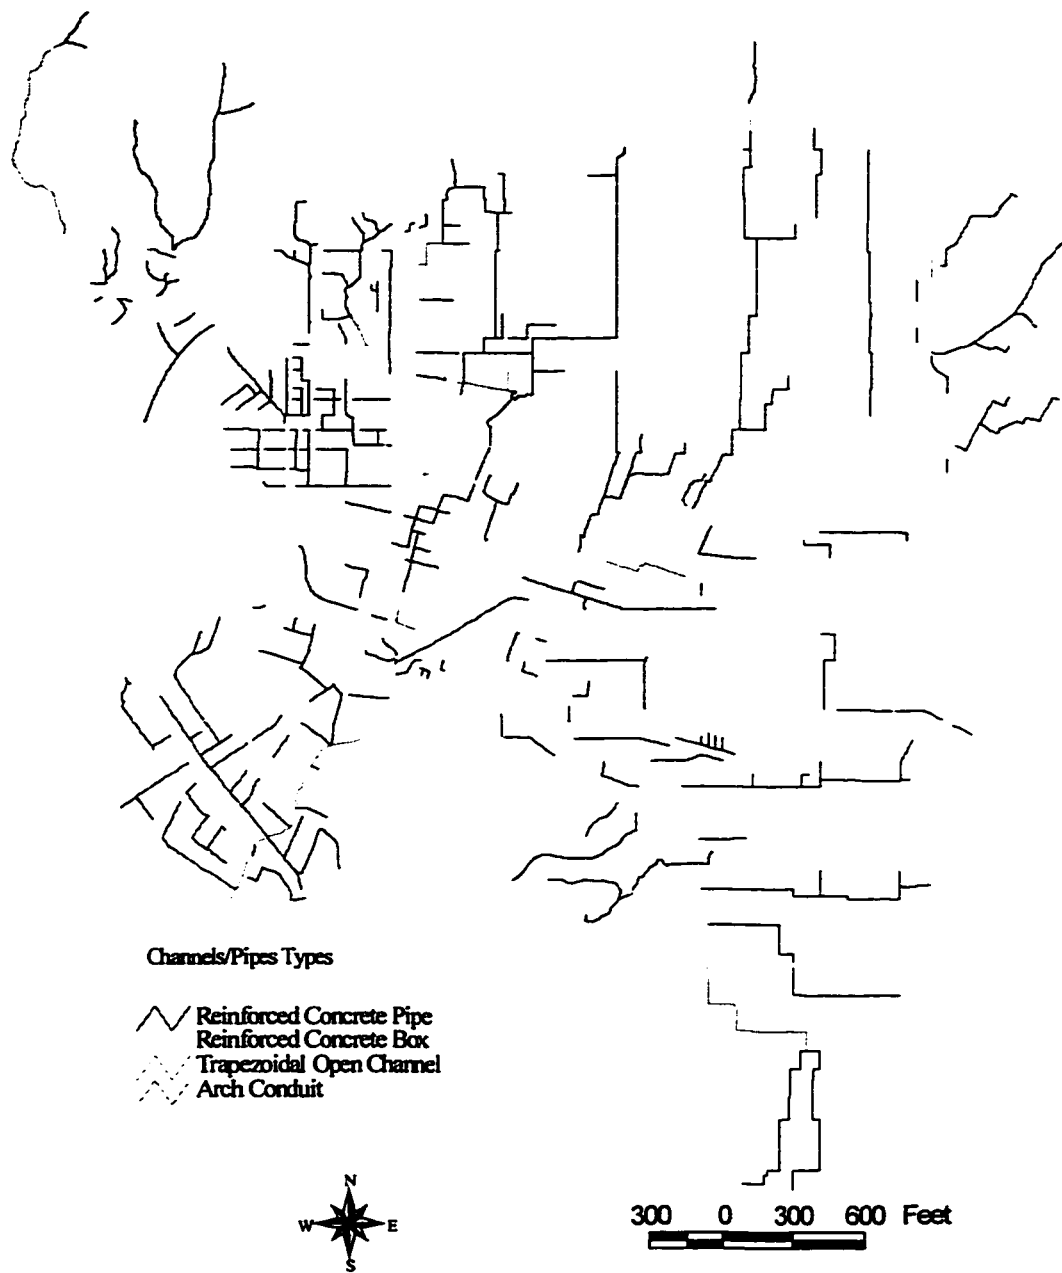 Channels/Pipes Types
Reinforced Concrete Pipe
Reinforced Concrete Box
Trapezoidal Open Channel
Arch Conduit
N
W E
S
300 0 300 600 Feet